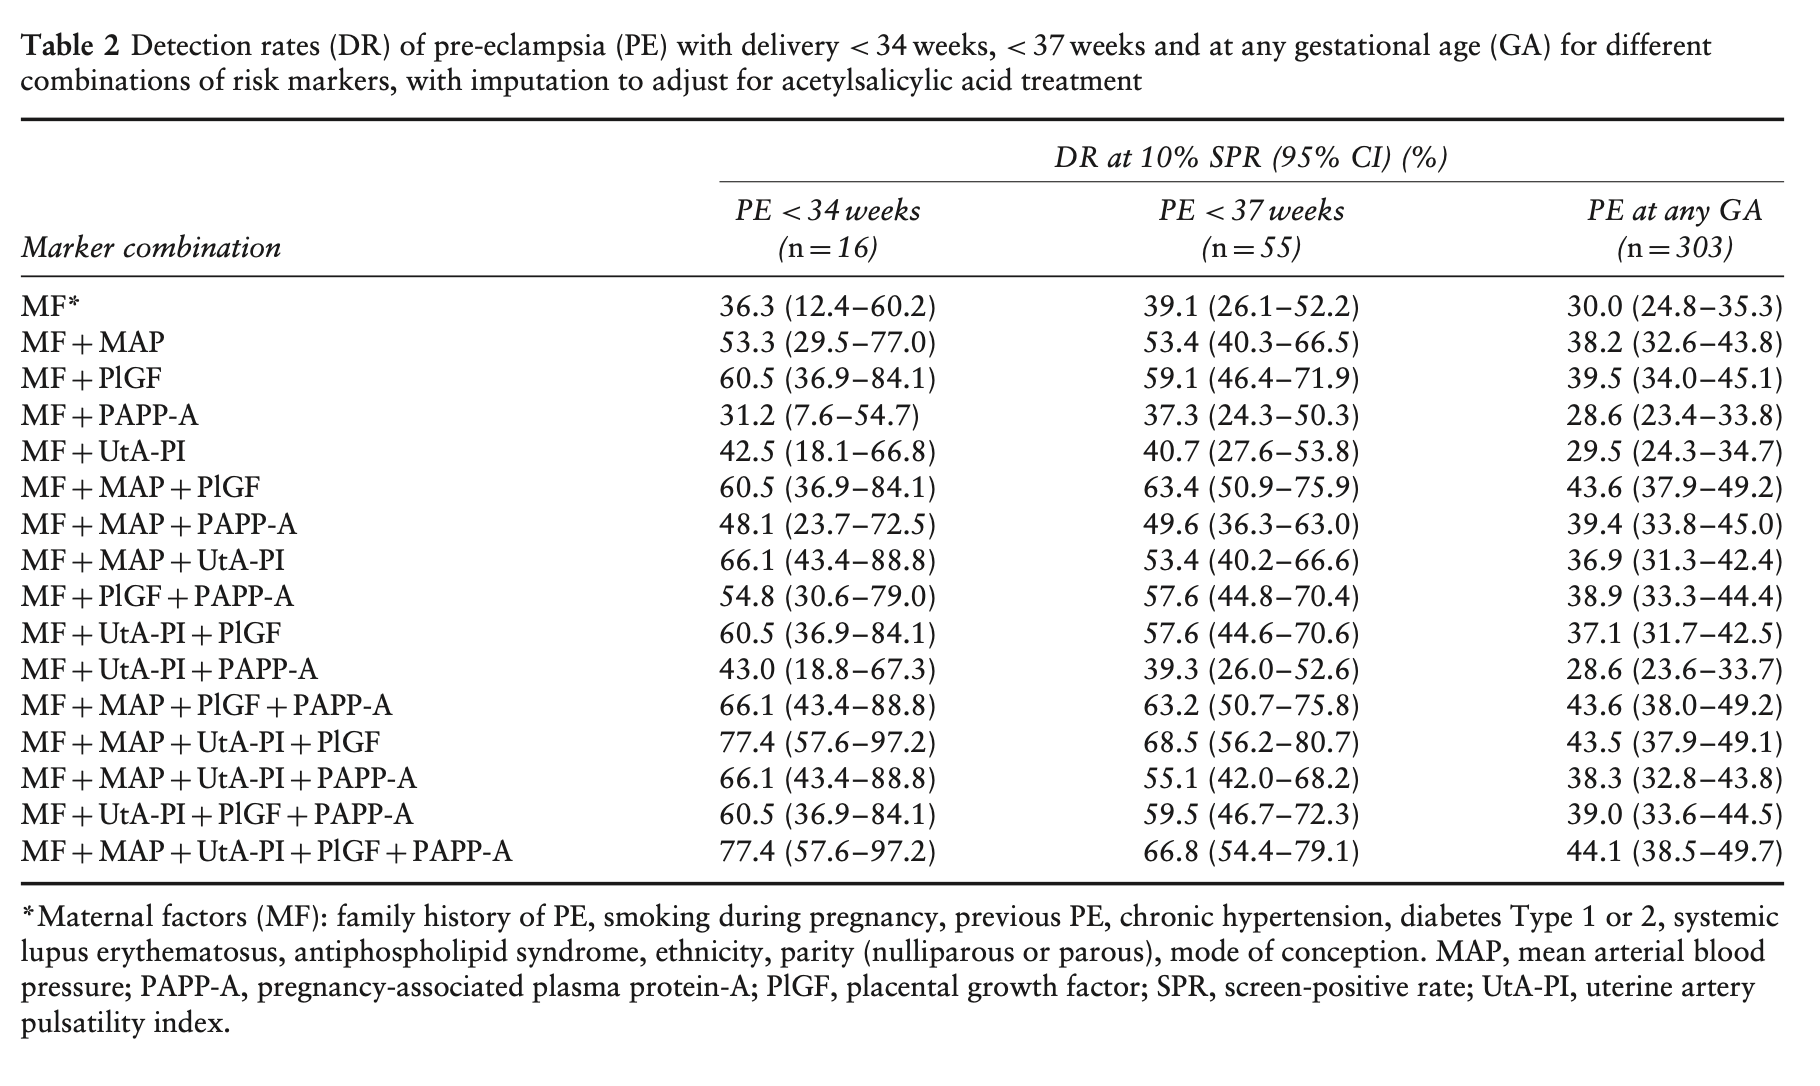 Table 2 Detection rates (DR) of pre-eclampsia (PE) with delivery < 34 weeks, < 37 weeks and at any gestational age (GA) for different
combinations of risk markers, with imputation to adjust for acetylsalicylic acid treatment
DR at 10% SPR (95% CI) (%)
PE < 34 weeks PE < 37 weeks PE at any GA
Marker combination (n = 16) (n = 55) (n = 303)
MF* 36.3 (12.4–60.2) 39.1 (26.1–52.2) 30.0 (24.8–35.3)
MF + MAP 53.3 (29.5–77.0) 53.4 (40.3–66.5) 38.2 (32.6–43.8)
MF + PlGF 60.5 (36.9–84.1) 59.1 (46.4–71.9) 39.5 (34.0–45.1)
MF + PAPP-A 31.2 (7.6–54.7) 37.3 (24.3–50.3) 28.6 (23.4–33.8)
MF + UtA-PI 42.5 (18.1–66.8) 40.7 (27.6–53.8) 29.5 (24.3–34.7)
MF + MAP + PlGF 60.5 (36.9–84.1) 63.4 (50.9–75.9) 43.6 (37.9–49.2)
MF + MAP + PAPP-A 48.1 (23.7–72.5) 49.6 (36.3–63.0) 39.4 (33.8–45.0)
MF + MAP + UtA-PI 66.1 (43.4–88.8) 53.4 (40.2–66.6) 36.9 (31.3–42.4)
MF + PlGF + PAPP-A 54.8 (30.6–79.0) 57.6 (44.8–70.4) 38.9 (33.3–44.4)
MF + UtA-PI + PlGF 60.5 (36.9–84.1) 57.6 (44.6–70.6) 37.1 (31.7–42.5)
MF + UtA-PI + PAPP-A 43.0 (18.8–67.3) 39.3 (26.0–52.6) 28.6 (23.6–33.7)
MF + MAP + PlGF + PAPP-A 66.1 (43.4–88.8) 63.2 (50.7–75.8) 43.6 (38.0–49.2)
MF + MAP + UtA-PI + PlGF 77.4 (57.6–97.2) 68.5 (56.2–80.7) 43.5 (37.9–49.1)
MF + MAP + UtA-PI + PAPP-A 66.1 (43.4–88.8) 55.1 (42.0–68.2) 38.3 (32.8–43.8)
MF + UtA-PI + PlGF + PAPP-A 60.5 (36.9–84.1) 59.5 (46.7–72.3) 39.0 (33.6–44.5)
MF + MAP + UtA-PI + PlGF + PAPP-A 77.4 (57.6–97.2) 66.8 (54.4–79.1) 44.1 (38.5–49.7)
*Maternal factors (MF): family history of PE, smoking during pregnancy, previous PE, chronic hypertension, diabetes Type 1 or 2, systemic
lupus erythematosus, antiphospholipid syndrome, ethnicity, parity (nulliparous or parous), mode of conception. MAP, mean arterial blood
pressure; PAPP-A, pregnancy-associated plasma protein-A; PlGF, placental growth factor; SPR, screen-positive rate; UtA-PI, uterine artery
pulsatility index.